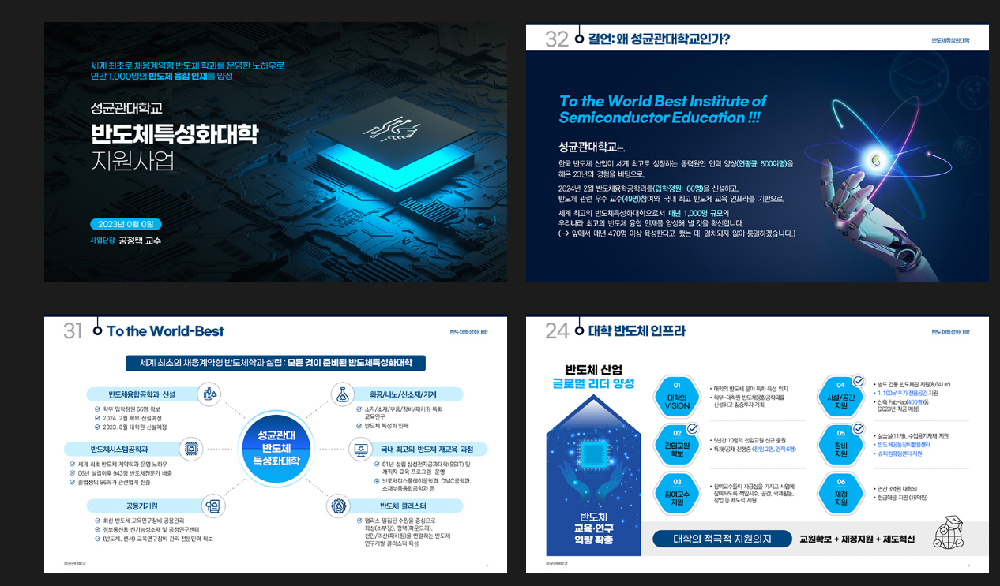 세계 최초로 채용계약형 반도체 학과를 운영한 노하우로
연간 1,000명의 반도체 융합 인재를 양성
성균관대학교
반도체특성화대학
지원사업
2023년 0월 0일
사업단장 공정택 교수
32 결언: 왜 성균관대학교인가?
반도체특성화대학
To the World Best Institute of
Semiconductor Education !!!
성균관대학교는,
한국 반도체 산업이 세계 최고로 성장하는 동력원인 인력 양성(연평균 500여명)을
해온 23년의 경험을 바탕으로,
2024년 2월 반도체융학공학과를(입학정원: 66명)을 신설하고,
반도체 관련 우수 교수(49명)참여와 국내 최고 반도체 교육 인프라를 기반으로,
세계 최고의 반도체특성화대학으로서 매년 1,000명 규모의
우리나라 최고의 반도체 융합 인재를 양성해 낼 것을 확신합니다.
( → 앞에서 매년 470명 이상 육성한다고 했는 데, 일치되지 않아 통일하겠습니다.)
31 To the World-Best
반도체특성화대학
세계 최초의 채용계약형 반도체학과 설립 : 모든 것이 준비된 반도체특성화대학
반도체융합공학과 신설
학부 입학정원 66명 확보
2024. 2월 학부 신설예정
2023. 8월 대학원 신설예정
반도체시스템공학과
세계 최초 반도체 계약학과 운영 노하우
06년 설립이후 943명 반도체전문가 배출
졸업생의 86%가 관련업계 진출
공동기기원
최신 반도체 교육연구장비 공용관리
정보통신용 신기능성소재 및 공정연구센터
(반도체, 센서) 교육연구장비 관리 전문인력 확보
성균관대
반도체
특성화대학
화공/나노/신소재/기계
소자/소재/부품/장비/패키징 특화
교육연구
반도체 특성화 인재
국내 최고의 반도체 재교육 과정
01년 설립 삼성전자공과대학(SSIT) 및
재직자 교육 프로그램 운영
반도체디스플레이공학과, DMC공학과,
소재부품융합공학과 등
반도체 클러스터
팹리스 밀집된 수원을 중심으로
화성(소부장), 평택(파운드리),
천안/괴산(패키징)을 연결하는 반도체
연구개발 클러스터 육성
성균관대학교
24 대학 반도체 인프라
반도체특성화대학
반도체 산업
글로벌 리더 양성
반도체
교육·연구
역량 확충
01
대학의
VISION
• 대학의 반도체 분야 특화 육성 의지
• 학부-대학원 반도체융합공학과를
신설하고 집중투자 계획
02
전임교원
확보
• 5년간 10명의 전임교원 신규 충원
• 특채/공채 진행중 (전임 2명, 겸직 6명)
03
참여교수
지원
• 참여교수들이 자긍심을 가지고 사업에
참여하도록 책임시수, 공간, 국제활동,
창업 등 제도적 지원
04
시설/공간
지원
• 별도 건물 반도체관 지원(8,641㎡)
• 1,100㎡ 추가 전용공간 지원
• 신축 Fab-lab(400평)동
(2023년 착공 예정)
05
장비
지원
• 실습실(11개), 수업용기자재 지원
• 반도체공동장비활용센터
• 슈퍼컴퓨팅센터 지원
06
재정
지원
• 연간 3억원 대학의
• 현금대응 지원 (15억원)
대학의 적극적 지원의지
교원확보 + 재정지원 + 제도혁신
성균관대학교